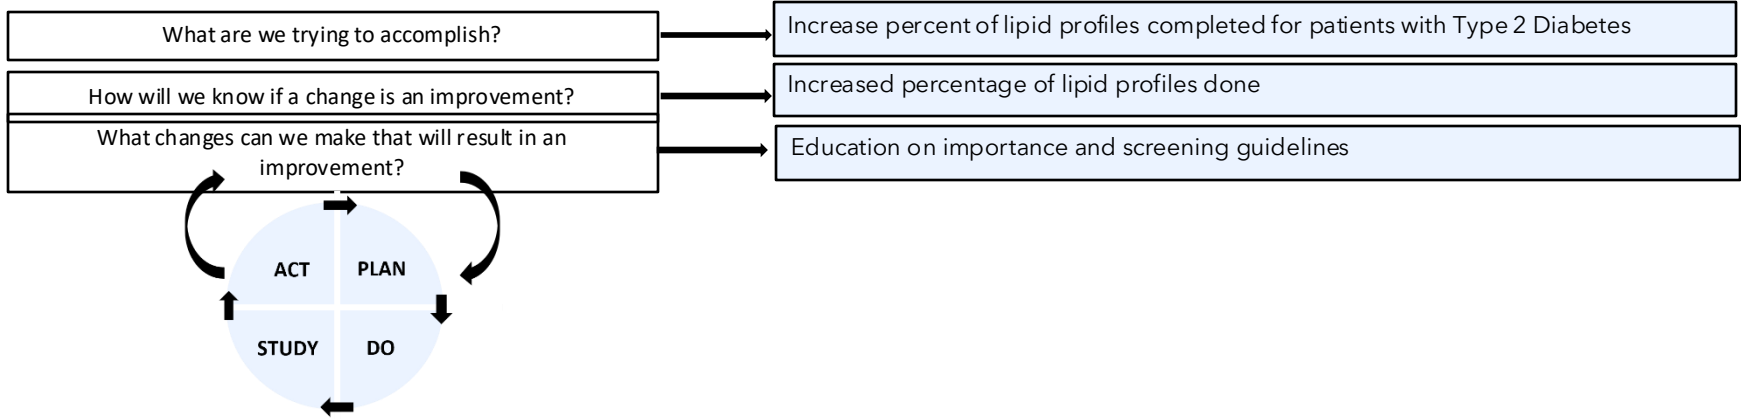 What are we trying to accomplish?
Increase percent of lipid profiles completed for patients with Type 2 Diabetes
How will we know if a change is an improvement?
Increased percentage of lipid profiles done
What changes can we make that will result in an
improvement?
Education on importance and screening guidelines
ACT
PLAN
STUDY
DO